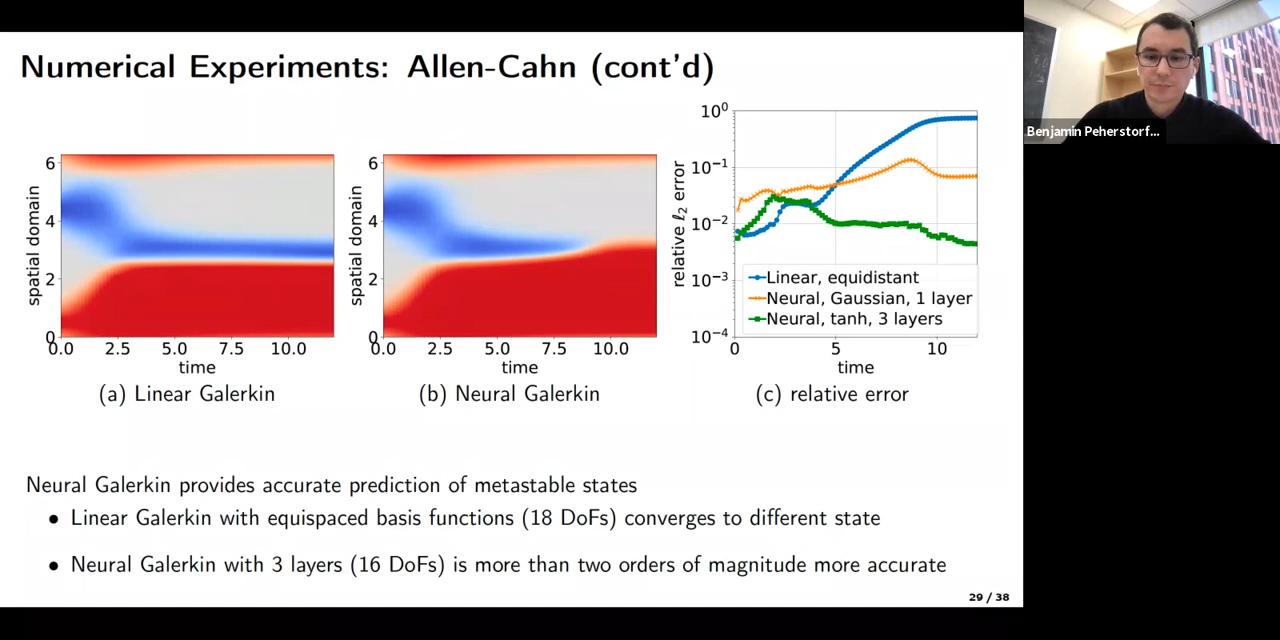 Numerical Experiments: Allen-Cahn (cont'd)
6
4
2
0
spatial domain
0.0 2.5 5.0 7.5 10.0
time
(a) Linear Galerkin
6
4
2
0
spatial domain
0.0 2.5 5.0 7.5 10.0
time
(b) Neural Galerkin
10⁰
10⁻¹
10⁻²
10⁻³
10⁻⁴
relative ℓ₂ error
Linear, equidistant
Neural, Gaussian, 1 layer
Neural, tanh, 3 layers
0 5 10
time
(c) relative error
Neural Galerkin provides accurate prediction of metastable states
• Linear Galerkin with equispaced basis functions (18 DoFs) converges to different state
• Neural Galerkin with 3 layers (16 DoFs) is more than two orders of magnitude more accurate
29 / 38
Benjamin Peherstorf...